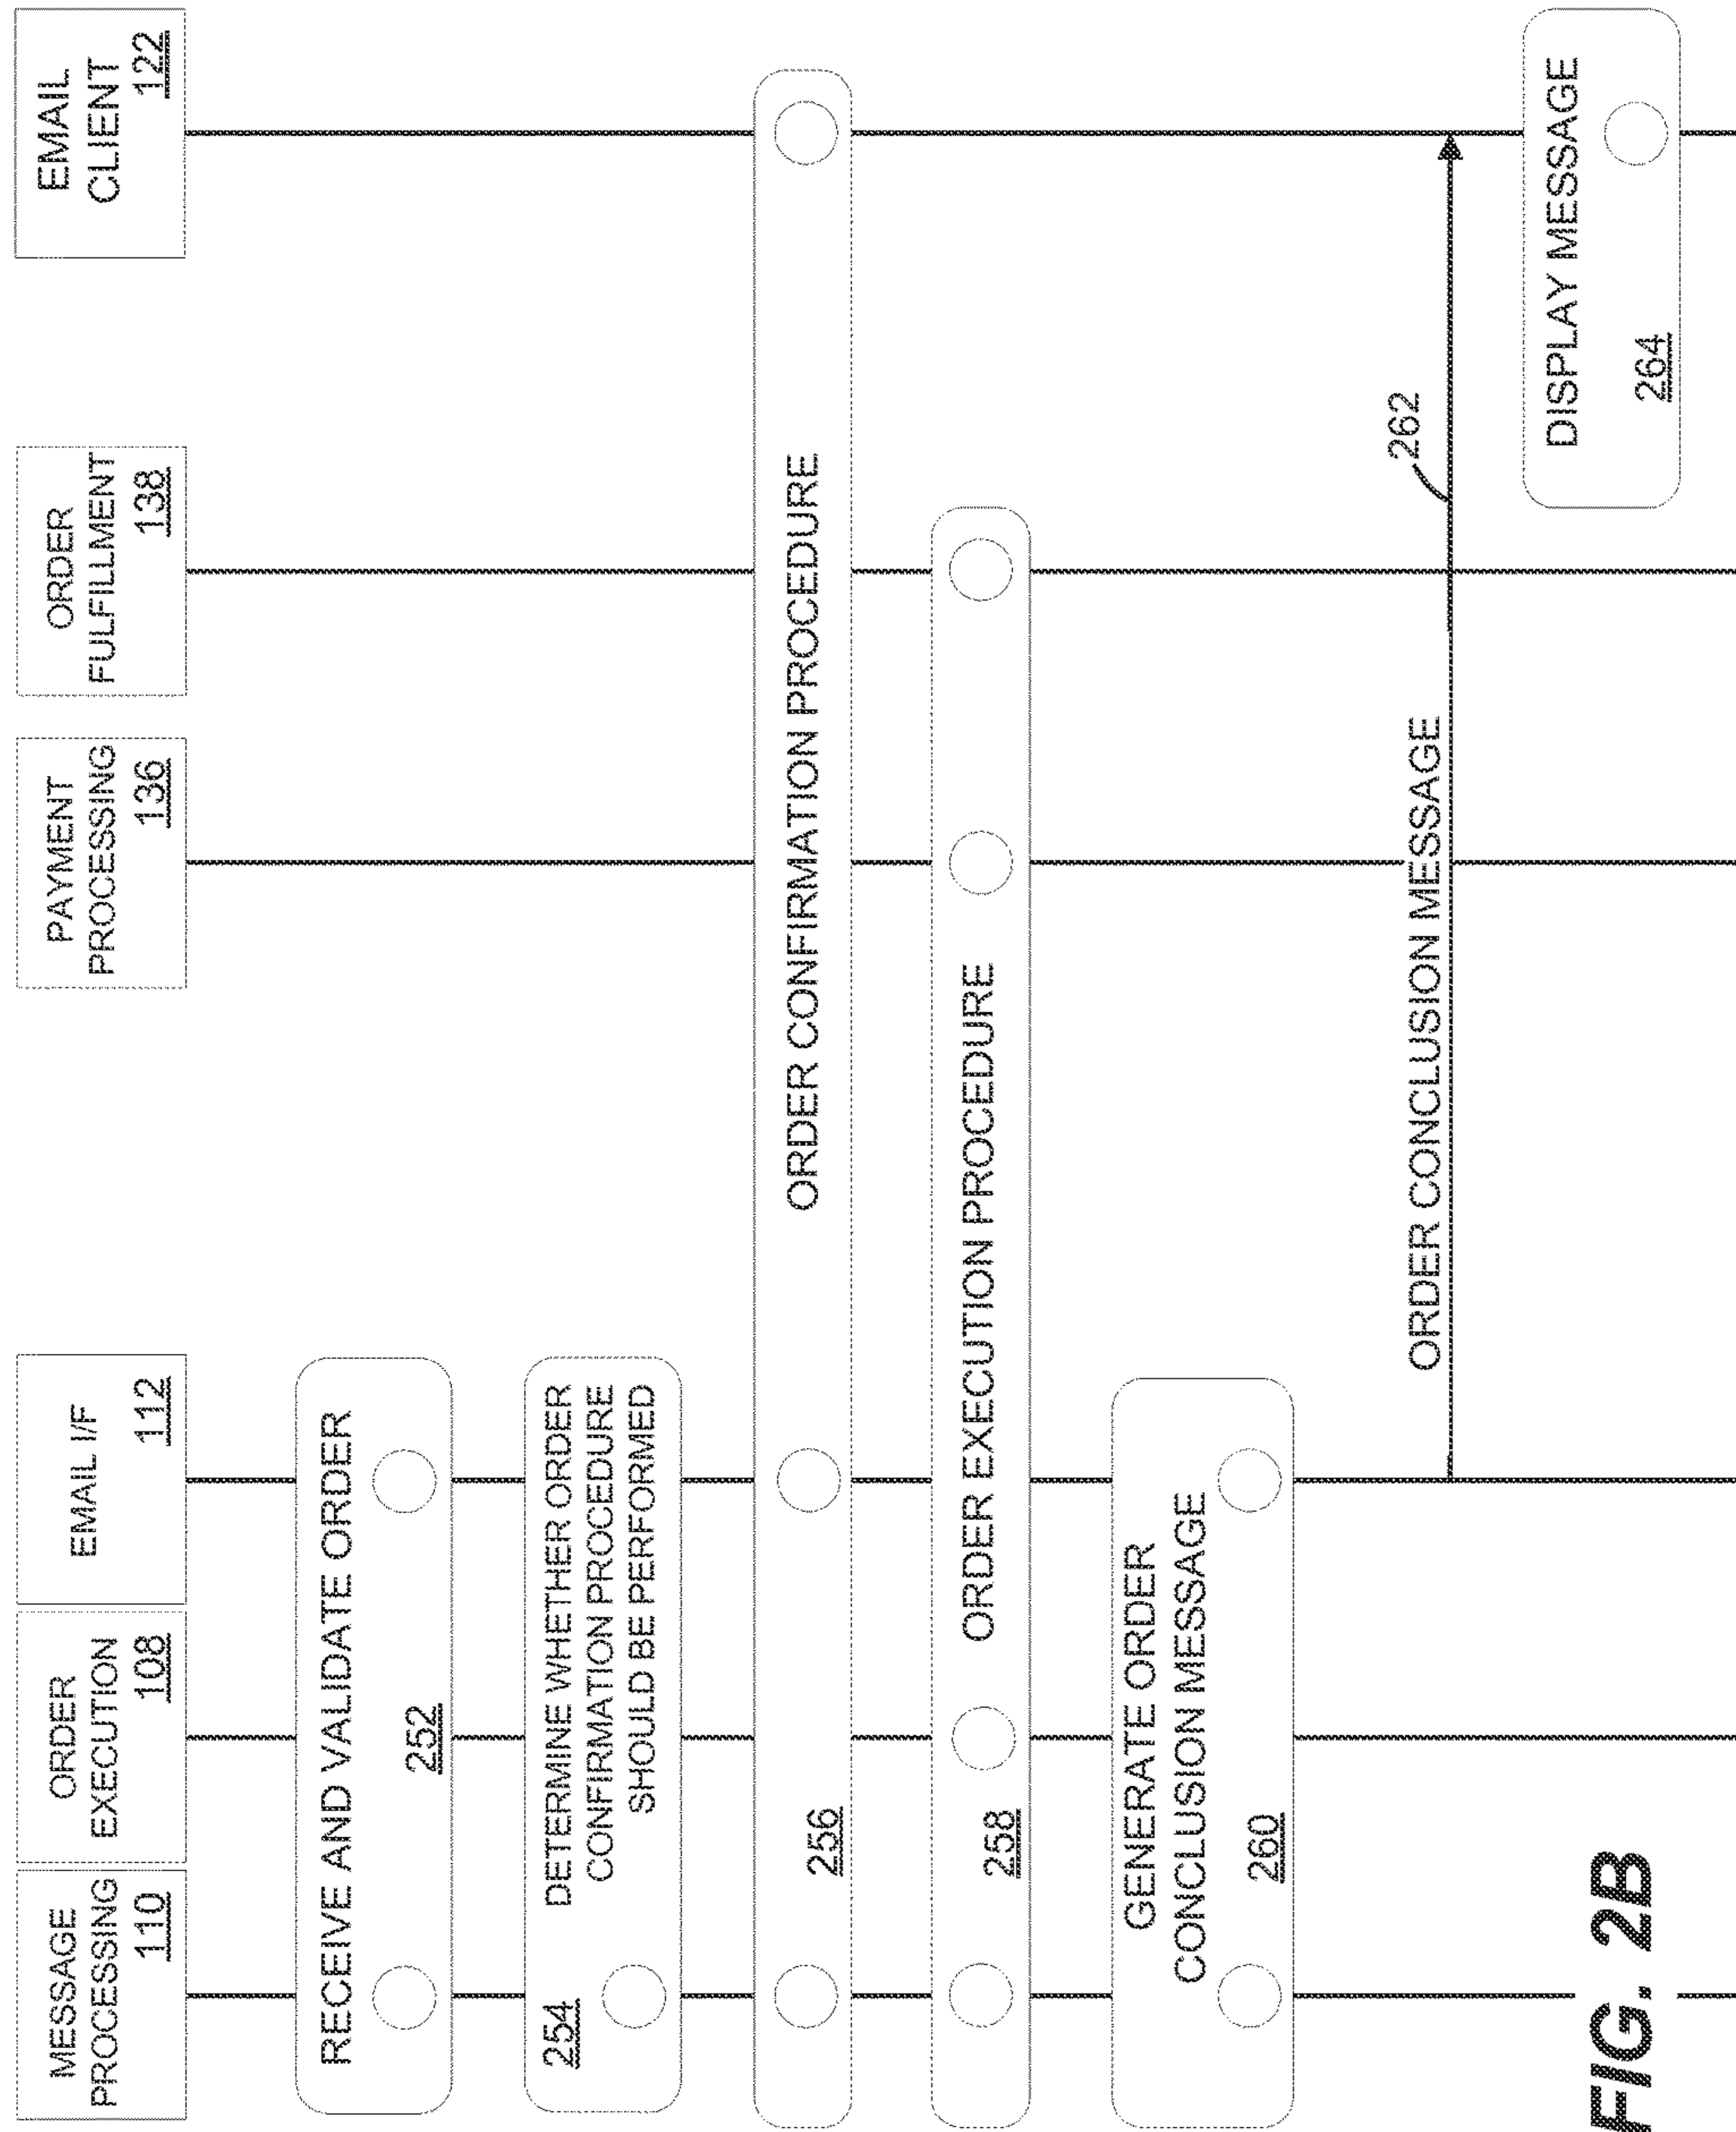 MESSAGE
PROCESSING
110
ORDER
EXECUTION
108
EMAIL I/F
112
PAYMENT
PROCESSING
136
ORDER
FULFILLMENT
138
EMAIL
CLIENT
122
RECEIVE AND VALIDATE ORDER
252
254
DETERMINE WHETHER ORDER
CONFIRMATION PROCEDURE
SHOULD BE PERFORMED
ORDER CONFIRMATION PROCEDURE
256
ORDER EXECUTION PROCEDURE
258
GENERATE ORDER
CONCLUSION MESSAGE
260
ORDER CONCLUSION MESSAGE
262
DISPLAY MESSAGE
264
FIG. 2B